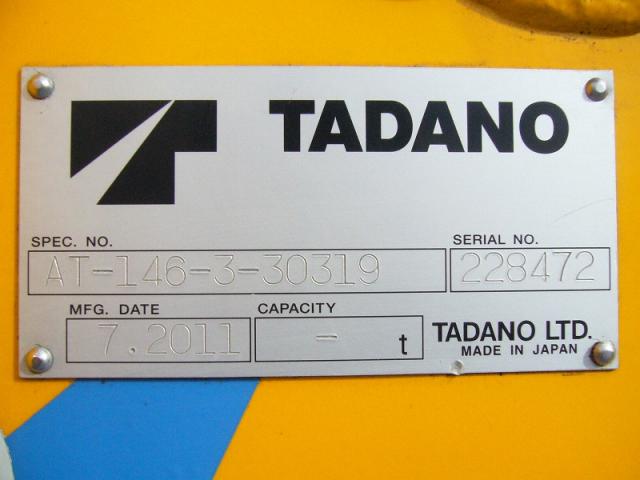 TADANO
SPEC. NO. SERIAL NO.
AT-146-3-30319 228472
MFG. DATE CAPACITY
7.2011 - t TADANO LTD.
MADE IN JAPAN